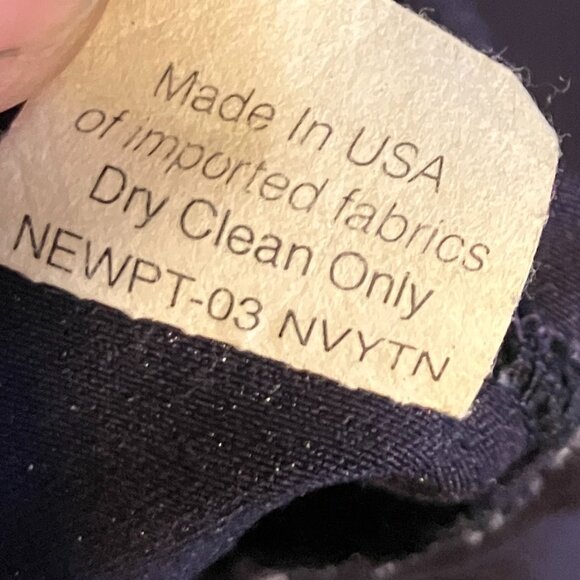 Made In USA
of imported fabrics
Dry Clean Only
NEWPT-03 NVYTN